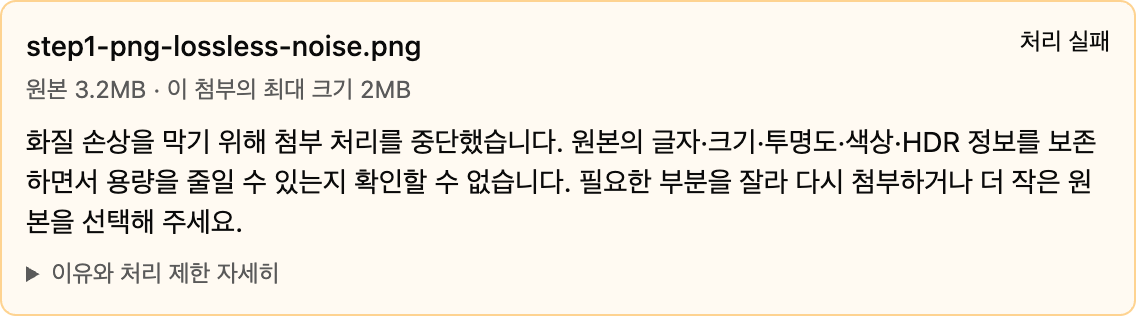 step1-png-lossless-noise.png
처리 실패
원본 3.2MB · 이 첨부의 최대 크기 2MB
화질 손상을 막기 위해 첨부 처리를 중단했습니다. 원본의 글자·크기·투명도·색상·HDR 정보를 보존
하면서 용량을 줄일 수 있는지 확인할 수 없습니다. 필요한 부분을 잘라 다시 첨부하거나 더 작은 원
본을 선택해 주세요.
▶ 이유와 처리 제한 자세히